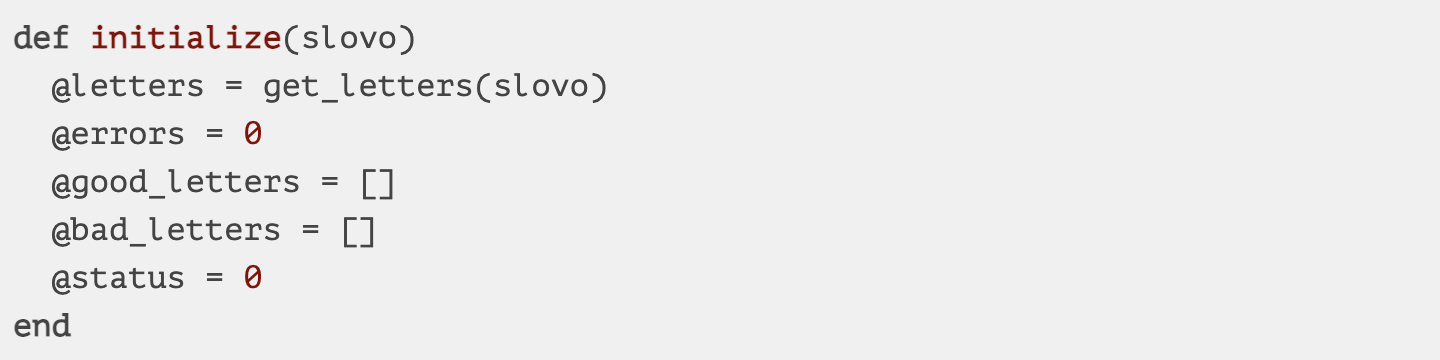 def initialize(slovo)
  @letters = get_letters(slovo)
  @errors = 0
  @good_letters = []
  @bad_letters = []
  @status = 0
end